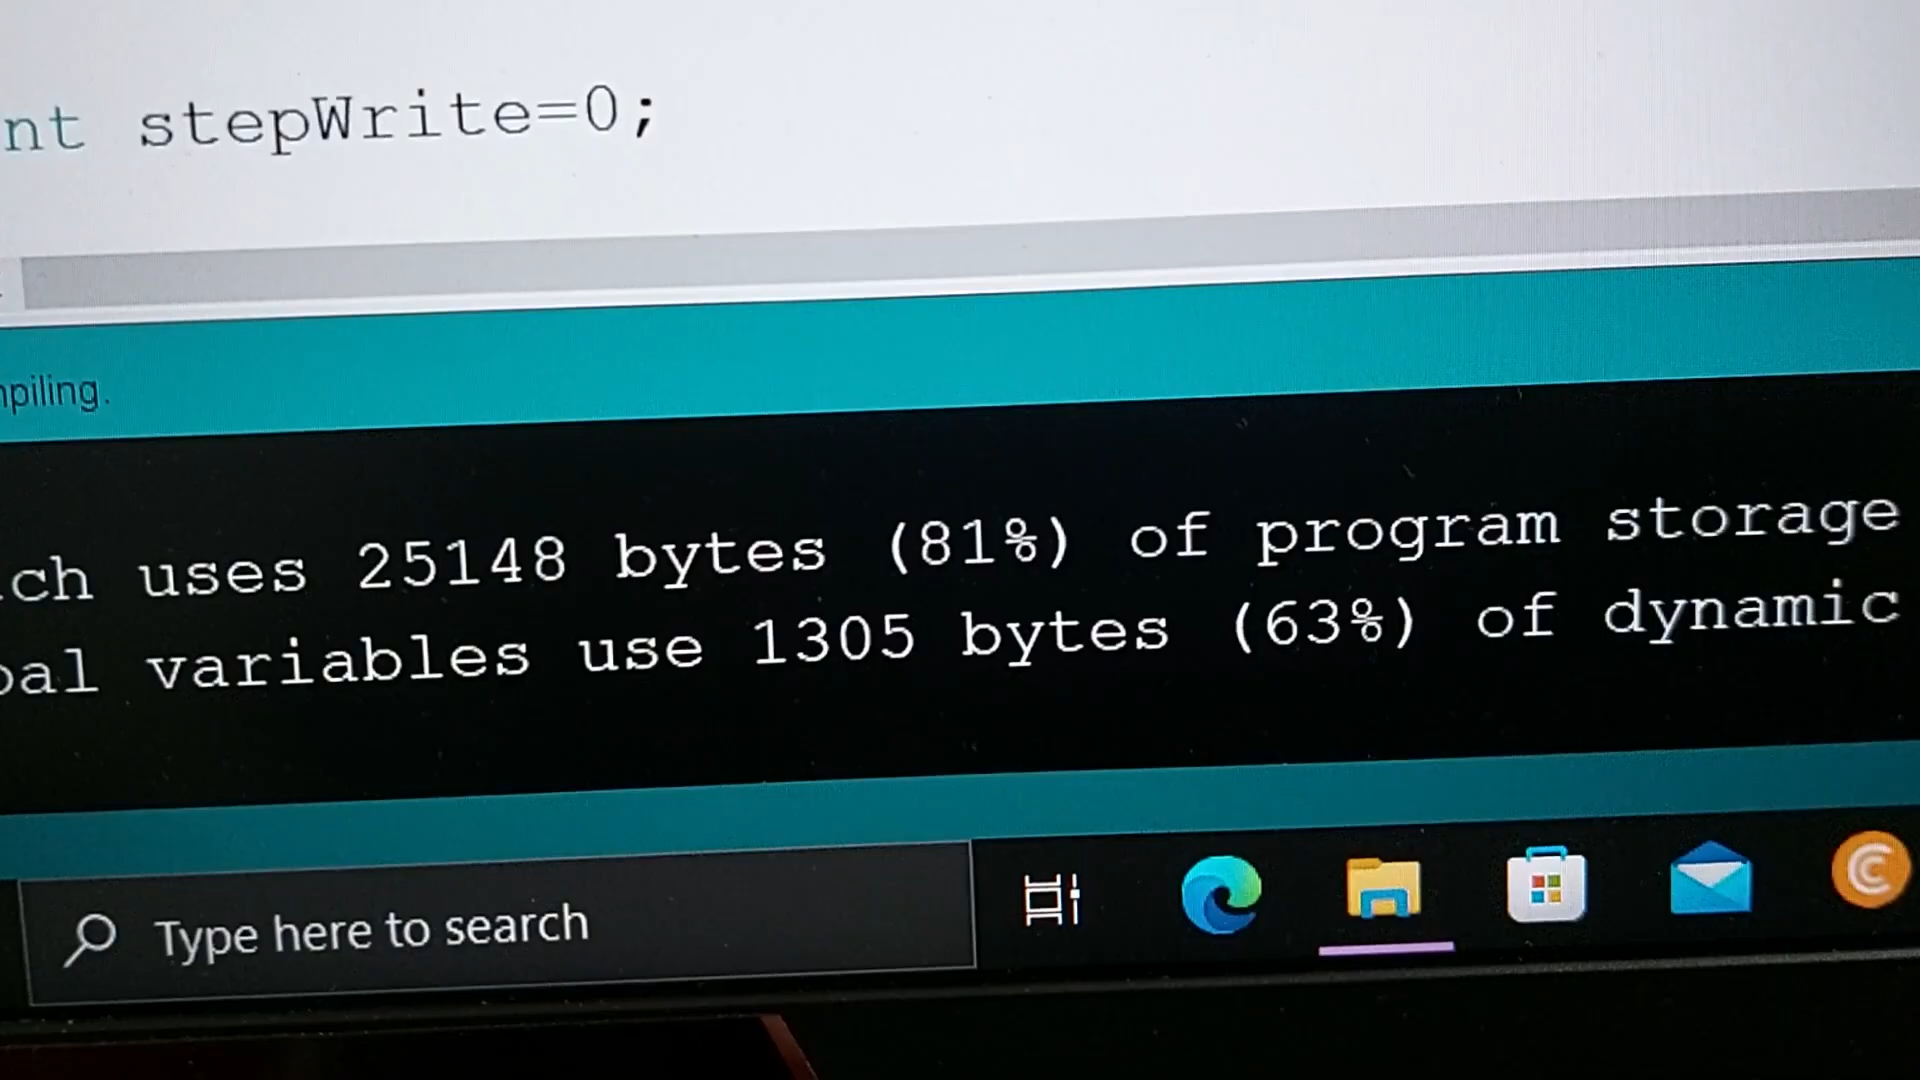 nt stepWrite=0;
piling.
ch uses 25148 bytes (81%) of program storage
bal variables use 1305 bytes (63%) of dynamic
Type here to search